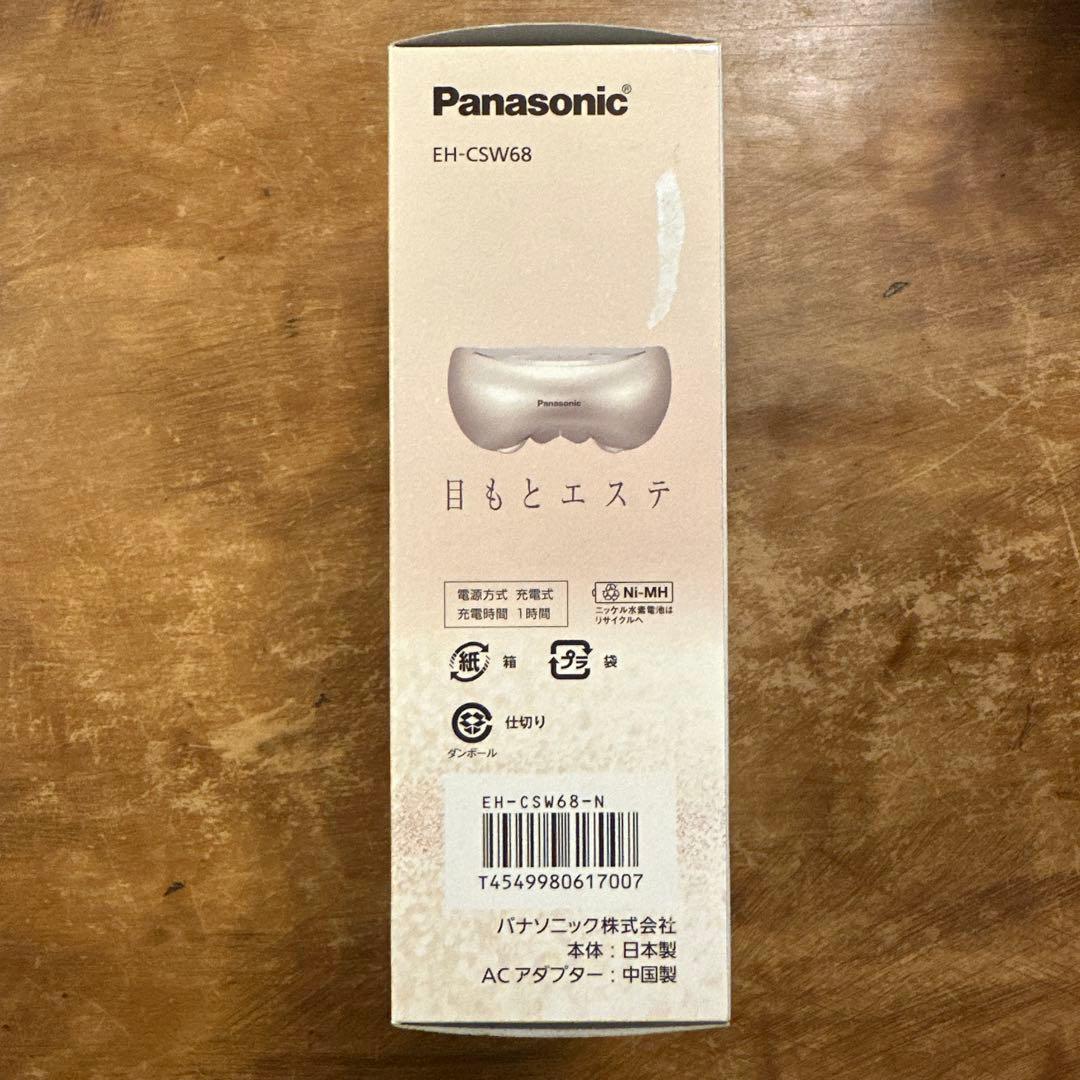 Panasonic®
EH-CSW68
Panasonic
目もとエステ
電源方式 充電式
充電時間 1時間
Ni-MH
ニッケル水素電池は
リサイクルへ
紙 箱
プラ 袋
仕切り
ダンボール
EH-CSW68-N
T4549980617007
パナソニック株式会社
本体:日本製
ACアダプター:中国製